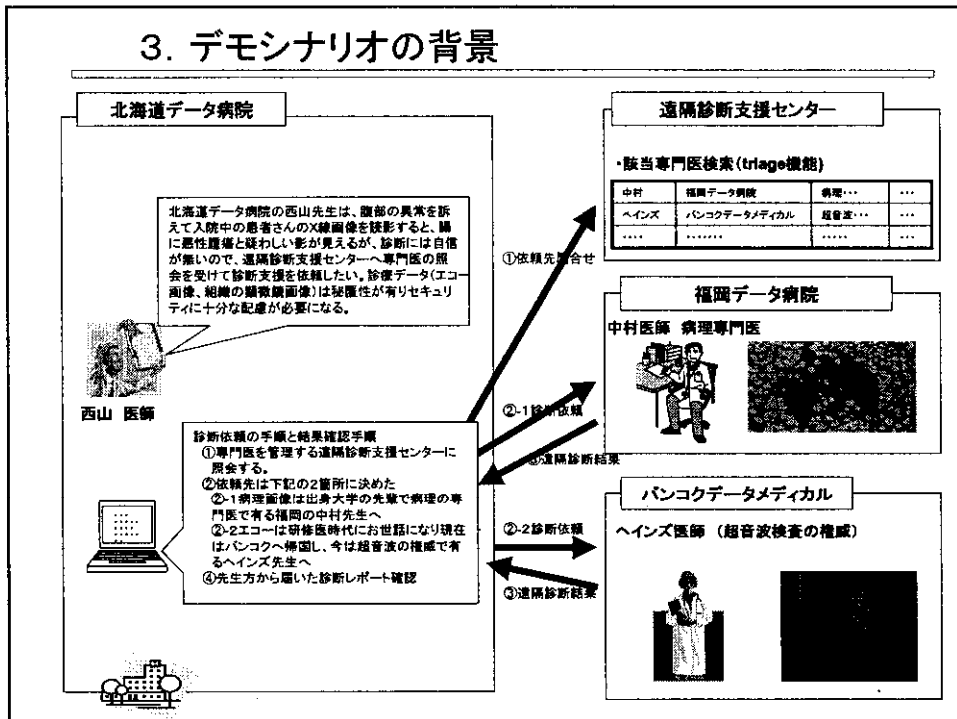 3．デモシナリオの背景
北海道データ病院
北海道データ病院の西山先生は、腹部の異常を訴
えて入院中の患者さんのX線画像を読影すると、腸
に悪性腫瘍と疑わしい影が見えるが、診断には自信
が無いので、遠隔診断支援センターへ専門医の照
会を受けて診断支援を依頼したい。診療データ(エコー
画像、組織の顕微鏡画像)は秘匿性が有りセキュリ
ティに十分な配慮が必要になる。
西山 医師
診断依頼の手順と結果確認手順
①専門医を管理する遠隔診断支援センターに
照会する。
②依頼先は下記の2箇所に決めた
②-1病理画像は出身大学の先輩で病理の専
門医で有る福岡の中村先生へ
②-2エコーは研修医時代にお世話になり現在
はバンコクへ帰国し、今は超音波の権威で有
るヘインズ先生へ
④先生方から届いた診断レポート確認
①依頼先問合せ
②-1診断依頼
③遠隔診断結果
②-2診断依頼
③遠隔診断結果
遠隔診断支援センター
・該当専門医検索(triage機能)
中村 福岡データ病院 病理・・・ ・・・
ヘインズ バンコクデータメディカル 超音波・・・ ・・・
・・・・ ・・・・・・・ ・・・・・ ・・・
福岡データ病院
中村医師 病理専門医
バンコクデータメディカル
ヘインズ医師 (超音波検査の権威)